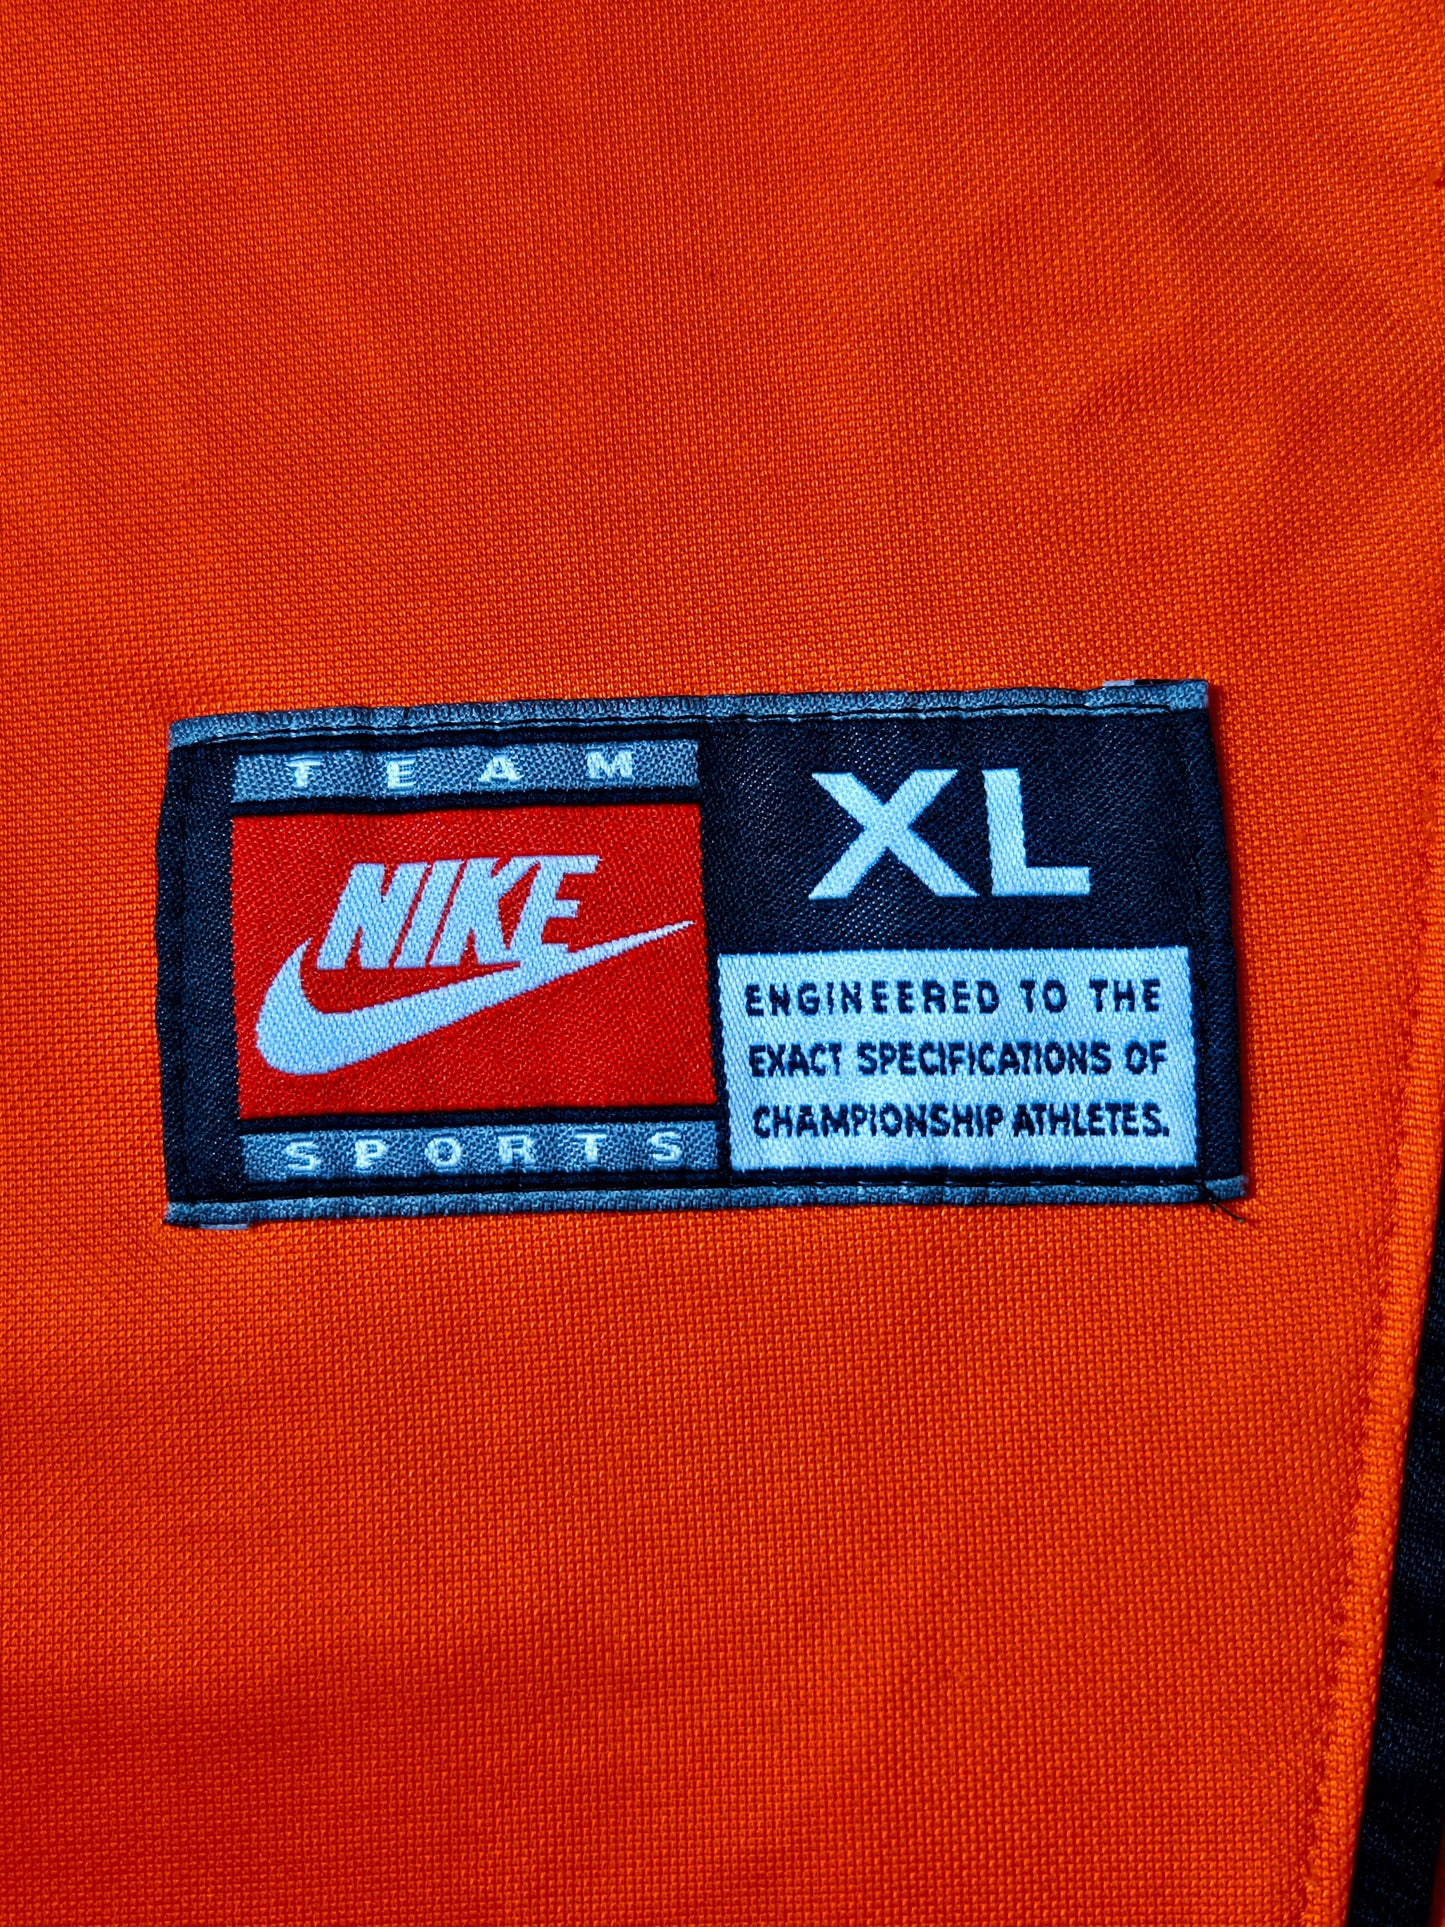 TEAM
NIKE
SPORTS
XL
ENGINEERED TO THE
EXACT SPECIFICATIONS OF
CHAMPIONSHIP ATHLETES.